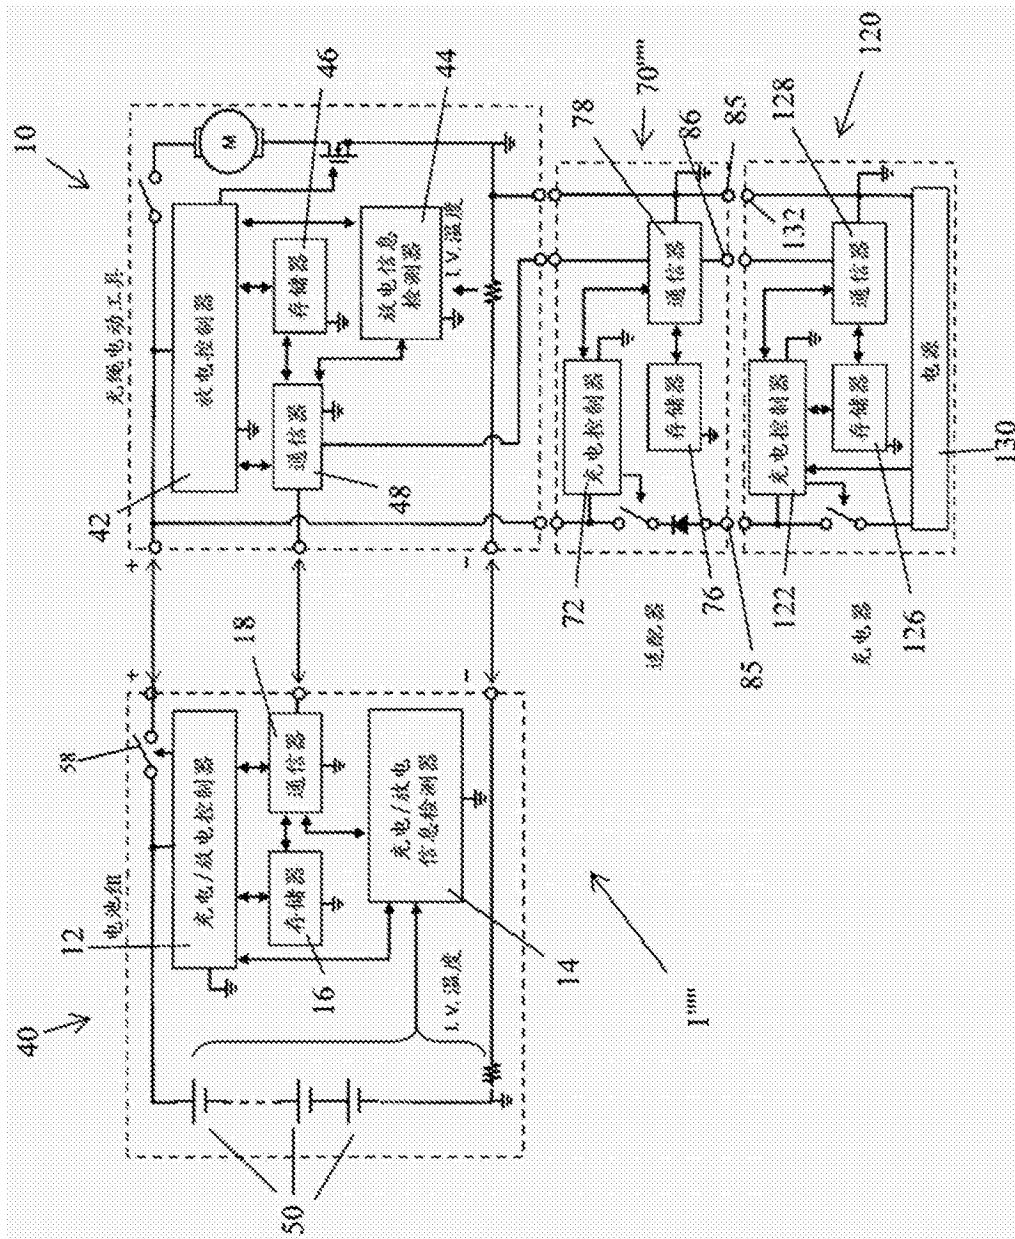 10
无绳电动工具
42
放电控制器
M
46
存储器
通信器
48
放电信息
检测器
44
I.V.温度
+
-
40
电池组
12
充电/放电控制器
58
18
通信器
存储器
16
充电/放电
信息检测器
14
I.V.温度
50
+
-
1'''''
70'''''
适配器
72
充电控制器
78
通信器
存储器
76
86
85
85
120
充电器
122
充电控制器
128
通信器
存储器
126
132
电源
130